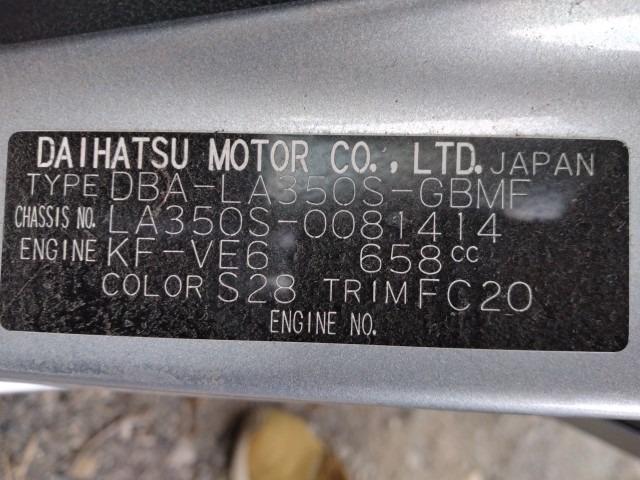 DAIHATSU MOTOR CO., LTD. JAPAN
TYPE DBA-LA350S-GBMF
CHASSIS NO. LA350S-0081414
ENGINE KF-VE6 658cc
COLOR S28 TRIM FC20
ENGINE NO.